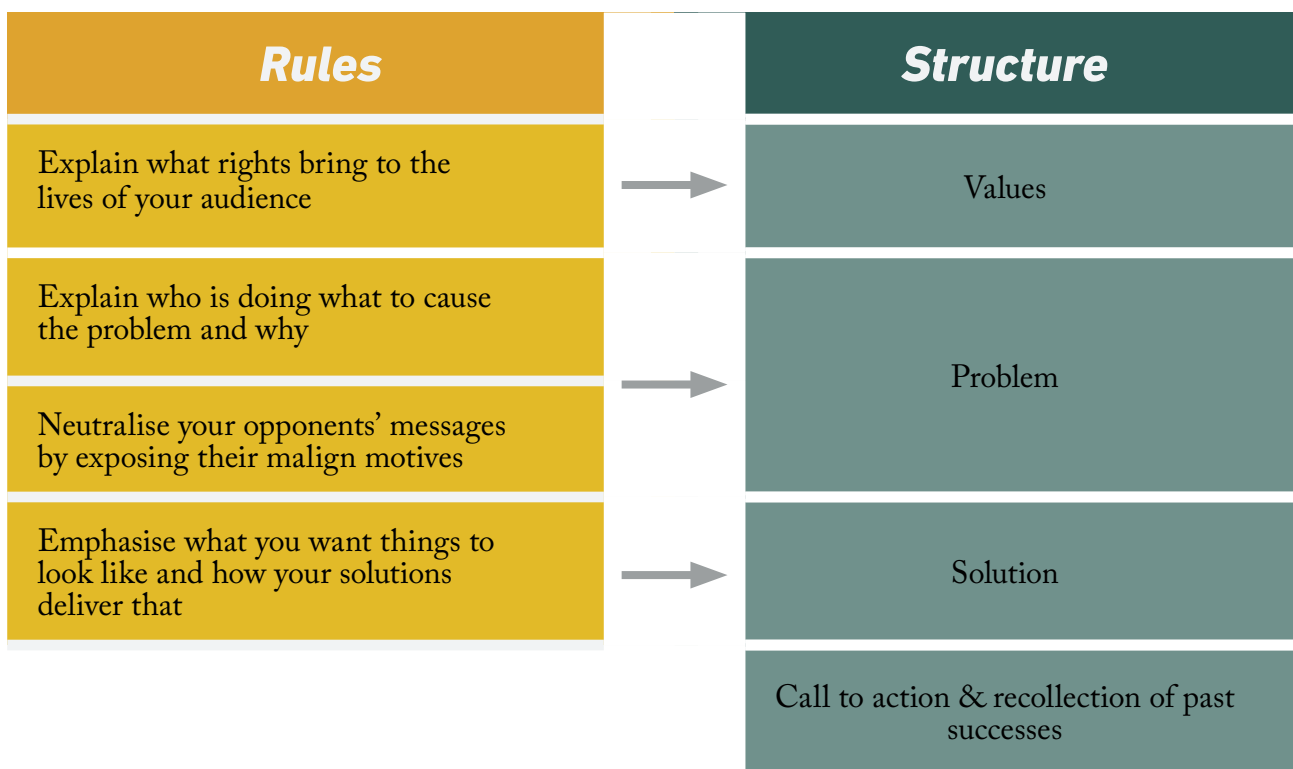 Rules
Structure
Explain what rights bring to the
lives of your audience
Values
Explain who is doing what to cause
the problem and why
Problem
Neutralise your opponents’ messages
by exposing their malign motives
Emphasise what you want things to
look like and how your solutions
deliver that
Solution
Call to action & recollection of past
successes